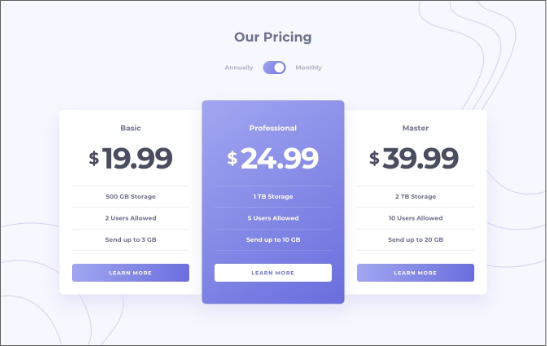 Our Pricing
Annually Monthly
Basic
$19.99
500 GB Storage
2 Users Allowed
Send up to 3 GB
LEARN MORE
Professional
$24.99
1 TB Storage
5 Users Allowed
Send up to 10 GB
LEARN MORE
Master
$39.99
2 TB Storage
10 Users Allowed
Send up to 20 GB
LEARN MORE